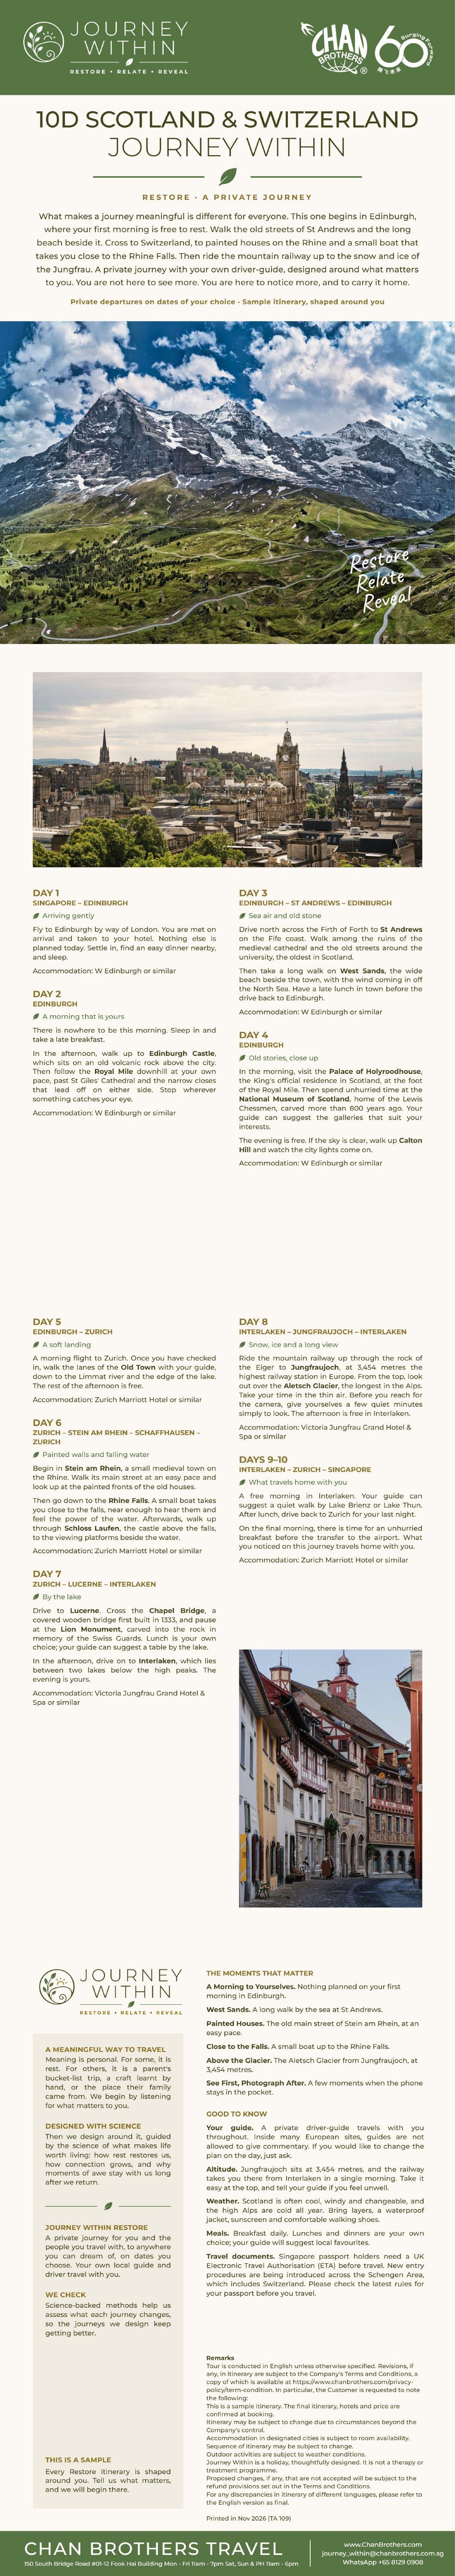 JOURNEY
WITHIN
RESTORE • RELATE • REVEAL
CHAN
BROTHERS
60
Surging Forward
10D SCOTLAND & SWITZERLAND
JOURNEY WITHIN
RESTORE · A PRIVATE JOURNEY
What makes a journey meaningful is different for everyone. This one begins in Edinburgh,
where your first morning is free to rest. Walk the old streets of St Andrews and the long
beach beside it. Cross to Switzerland, to painted houses on the Rhine and a small boat that
takes you close to the Rhine Falls. Then ride the mountain railway up to the snow and ice of
the Jungfrau. A private journey with your own driver-guide, designed around what matters
to you. You are not here to see more. You are here to notice more, and to carry it home.
Private departures on dates of your choice · Sample itinerary, shaped around you
Restore
Relate
Reveal
DAY 1
SINGAPORE – EDINBURGH
Arriving gently
Fly to Edinburgh by way of London. You are met on
arrival and taken to your hotel. Nothing else is
planned today. Settle in, find an easy dinner nearby,
and sleep.
Accommodation: W Edinburgh or similar
DAY 2
EDINBURGH
A morning that is yours
There is nowhere to be this morning. Sleep in and
take a late breakfast.
In the afternoon, walk up to Edinburgh Castle,
which sits on an old volcanic rock above the city.
Then follow the Royal Mile downhill at your own
pace, past St Giles' Cathedral and the narrow closes
that lead off on either side. Stop wherever
something catches your eye.
Accommodation: W Edinburgh or similar
DAY 3
EDINBURGH – ST ANDREWS – EDINBURGH
Sea air and old stone
Drive north across the Firth of Forth to St Andrews
on the Fife coast. Walk among the ruins of the
medieval cathedral and the old streets around the
university, the oldest in Scotland.
Then take a long walk on West Sands, the wide
beach beside the town, with the wind coming in off
the North Sea. Have a late lunch in town before the
drive back to Edinburgh.
Accommodation: W Edinburgh or similar
DAY 4
EDINBURGH
Old stories, close up
In the morning, visit the Palace of Holyroodhouse,
the King's official residence in Scotland, at the foot
of the Royal Mile. Then spend unhurried time at the
National Museum of Scotland, home of the Lewis
Chessmen, carved more than 800 years ago. Your
guide can suggest the galleries that suit your
interests.
The evening is free. If the sky is clear, walk up Calton
Hill and watch the city lights come on.
Accommodation: W Edinburgh or similar
DAY 5
EDINBURGH – ZURICH
A soft landing
A morning flight to Zurich. Once you have checked
in, walk the lanes of the Old Town with your guide,
down to the Limmat river and the edge of the lake.
The rest of the afternoon is free.
Accommodation: Zurich Marriott Hotel or similar
DAY 6
ZURICH – STEIN AM RHEIN – SCHAFFHAUSEN –
ZURICH
Painted walls and falling water
Begin in Stein am Rhein, a small medieval town on
the Rhine. Walk its main street at an easy pace and
look up at the painted fronts of the old houses.
Then go down to the Rhine Falls. A small boat takes
you close to the falls, near enough to hear them and
feel the power of the water. Afterwards, walk up
through Schloss Laufen, the castle above the falls,
to the viewing platforms beside the water.
Accommodation: Zurich Marriott Hotel or similar
DAY 7
ZURICH – LUCERNE – INTERLAKEN
By the lake
Drive to Lucerne. Cross the Chapel Bridge, a
covered wooden bridge first built in 1333, and pause
at the Lion Monument, carved into the rock in
memory of the Swiss Guards. Lunch is your own
choice; your guide can suggest a table by the lake.
In the afternoon, drive on to Interlaken, which lies
between two lakes below the high peaks. The
evening is yours.
Accommodation: Victoria Jungfrau Grand Hotel &
Spa or similar
DAY 8
INTERLAKEN – JUNGFRAUJOCH – INTERLAKEN
Snow, ice and a long view
Ride the mountain railway up through the rock of
the Eiger to Jungfraujoch, at 3,454 metres the
highest railway station in Europe. From the top, look
out over the Aletsch Glacier, the longest in the Alps.
Take your time in the thin air. Before you reach for
the camera, give yourselves a few quiet minutes
simply to look. The afternoon is free in Interlaken.
Accommodation: Victoria Jungfrau Grand Hotel &
Spa or similar
DAYS 9–10
INTERLAKEN – ZURICH – SINGAPORE
What travels home with you
A free morning in Interlaken. Your guide can
suggest a quiet walk by Lake Brienz or Lake Thun.
After lunch, drive back to Zurich for your last night.
On the final morning, there is time for an unhurried
breakfast before the transfer to the airport. What
you noticed on this journey travels home with you.
Accommodation: Zurich Marriott Hotel or similar
JOURNEY
WITHIN
RESTORE • RELATE • REVEAL
A MEANINGFUL WAY TO TRAVEL
Meaning is personal. For some, it is
rest. For others, it is a parent's
bucket-list trip, a craft learnt by
hand, or the place their family
came from. We begin by listening
for what matters to you.
DESIGNED WITH SCIENCE
Then we design around it, guided
by the science of what makes life
worth living: how rest restores us,
how connection grows, and why
moments of awe stay with us long
after we return.
JOURNEY WITHIN RESTORE
A private journey for you and the
people you travel with, to anywhere
you can dream of, on dates you
choose. Your own local guide and
driver travel with you.
WE CHECK
Science-backed methods help us
assess what each journey changes,
so the journeys we design keep
getting better.
THIS IS A SAMPLE
Every Restore itinerary is shaped
around you. Tell us what matters,
and we will begin there.
THE MOMENTS THAT MATTER
A Morning to Yourselves. Nothing planned on your first
morning in Edinburgh.
West Sands. A long walk by the sea at St Andrews.
Painted Houses. The old main street of Stein am Rhein, at an
easy pace.
Close to the Falls. A small boat up to the Rhine Falls.
Above the Glacier. The Aletsch Glacier from Jungfraujoch, at
3,454 metres.
See First, Photograph After. A few moments when the phone
stays in the pocket.
GOOD TO KNOW
Your guide. A private driver-guide travels with you
throughout. Inside many European sites, guides are not
allowed to give commentary. If you would like to change the
plan on the day, just ask.
Altitude. Jungfraujoch sits at 3,454 metres, and the railway
takes you there from Interlaken in a single morning. Take it
easy at the top, and tell your guide if you feel unwell.
Weather. Scotland is often cool, windy and changeable, and
the high Alps are cold all year. Bring layers, a waterproof
jacket, sunscreen and comfortable walking shoes.
Meals. Breakfast daily. Lunches and dinners are your own
choice; your guide will suggest local favourites.
Travel documents. Singapore passport holders need a UK
Electronic Travel Authorisation (ETA) before travel. New entry
procedures are being introduced across the Schengen Area,
which includes Switzerland. Please check the latest rules for
your passport before you travel.
Remarks
Tour is conducted in English unless otherwise specified. Revisions, if
any, in itinerary are subject to the Company's Terms and Conditions, a
copy of which is available at https://www.chanbrothers.com/privacy-
policy/term-condition. In particular, the Customer is requested to note
the following:
This is a sample itinerary. The final itinerary, hotels and price are
confirmed at booking.
Itinerary may be subject to change due to circumstances beyond the
Company's control.
Accommodation in designated cities is subject to room availability.
Sequence of itinerary may be subject to change.
Outdoor activities are subject to weather conditions.
Journey Within is a holiday, thoughtfully designed. It is not a therapy or
treatment programme.
Proposed changes, if any, that are not accepted will be subject to the
refund provisions set out in the Terms and Conditions.
For any discrepancies in itinerary of different languages, please refer to
the English version as final.
Printed in Nov 2026 (TA 109)
CHAN BROTHERS TRAVEL
150 South Bridge Road #01-12 Fook Hai Building Mon - Fri 11am - 7pm Sat, Sun & PH 11am - 6pm
www.ChanBrothers.com
journey_within@chanbrothers.com.sg
WhatsApp +65 8129 0908